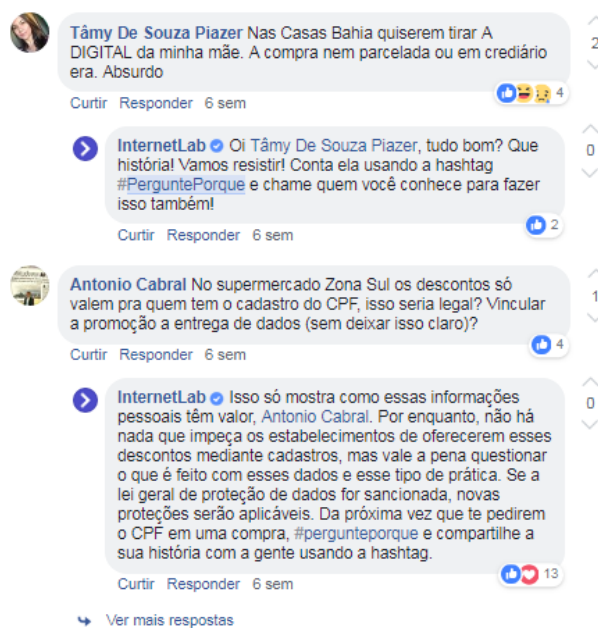 Tâmy De Souza Piazer Nas Casas Bahia quiserem tirar A
DIGITAL da minha mãe. A compra nem parcelada ou em crediário
era. Absurdo
4
2
Curtir Responder 6 sem
InternetLab Oi Tâmy De Souza Piazer, tudo bom? Que
história! Vamos resistir! Conta ela usando a hashtag
#PerguntePorque e chame quem você conhece para fazer
isso também!
0
2
Curtir Responder 6 sem
Antonio Cabral No supermercado Zona Sul os descontos só
valem pra quem tem o cadastro do CPF, isso seria legal? Vincular
a promoção a entrega de dados (sem deixar isso claro)?
1
4
Curtir Responder 6 sem
InternetLab Isso só mostra como essas informações
pessoais têm valor, Antonio Cabral. Por enquanto, não há
nada que impeça os estabelecimentos de oferecerem esses
descontos mediante cadastros, mas vale a pena questionar
o que é feito com esses dados e esse tipo de prática. Se a
lei geral de proteção de dados for sancionada, novas
proteções serão aplicáveis. Da próxima vez que te pedirem
o CPF em uma compra, #pergunteporque e compartilhe a
sua história com a gente usando a hashtag.
0
13
Curtir Responder 6 sem
Ver mais respostas